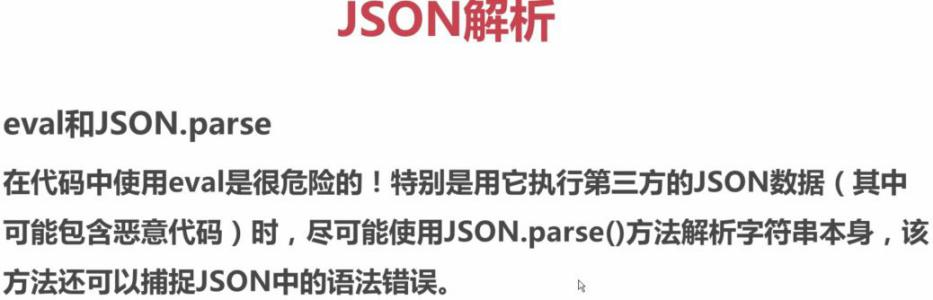 JSON解析
eval和JSON.parse
在代码中使用eval是很危险的！特别是用它执行第三方的JSON数据（其中
可能包含恶意代码）时，尽可能使用JSON.parse()方法解析字符串本身，该
方法还可以捕捉JSON中的语法错误。